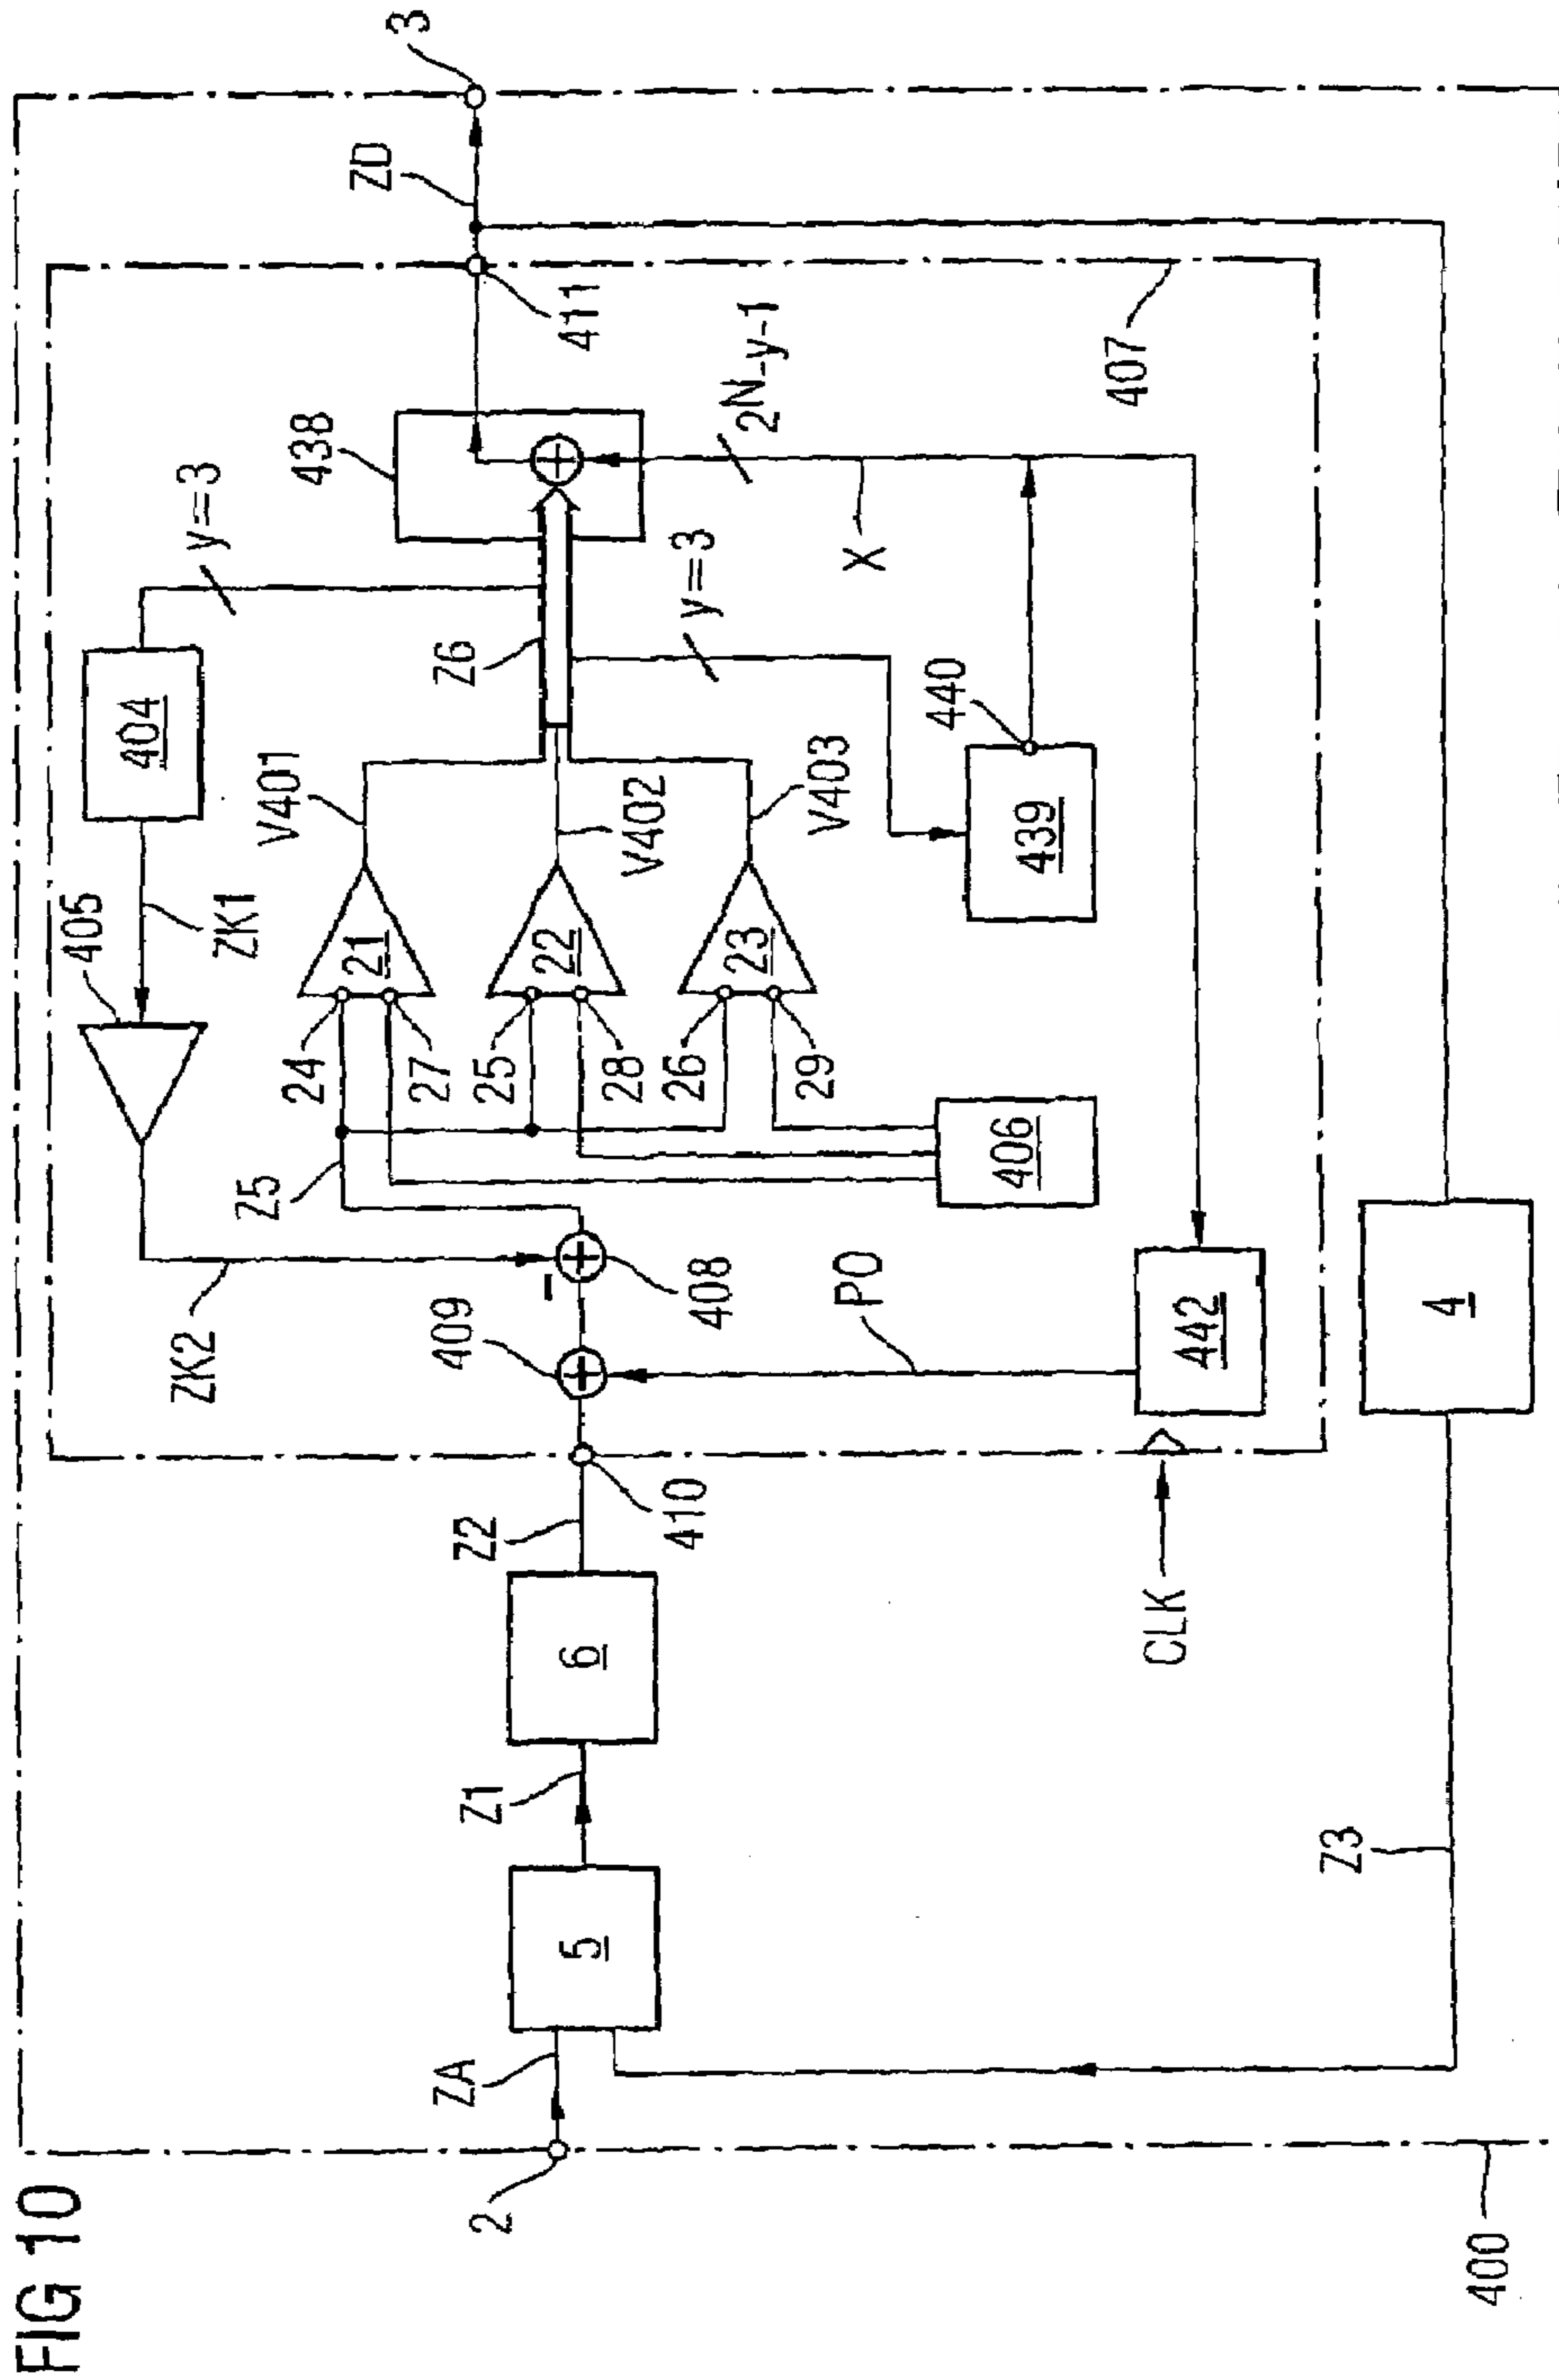 FIG 10
400
2
ZA
5
Z1
6
Z2
410
409
408
ZK2
405
ZK1
404
y=3
Z5
24
27
25
28
26
29
21
22
23
V401
V402
V403
406
Z6
y=3
438
439
440
X
2^N-y-1
411
ZD
3
407
PO
442
CLK
4
Z3